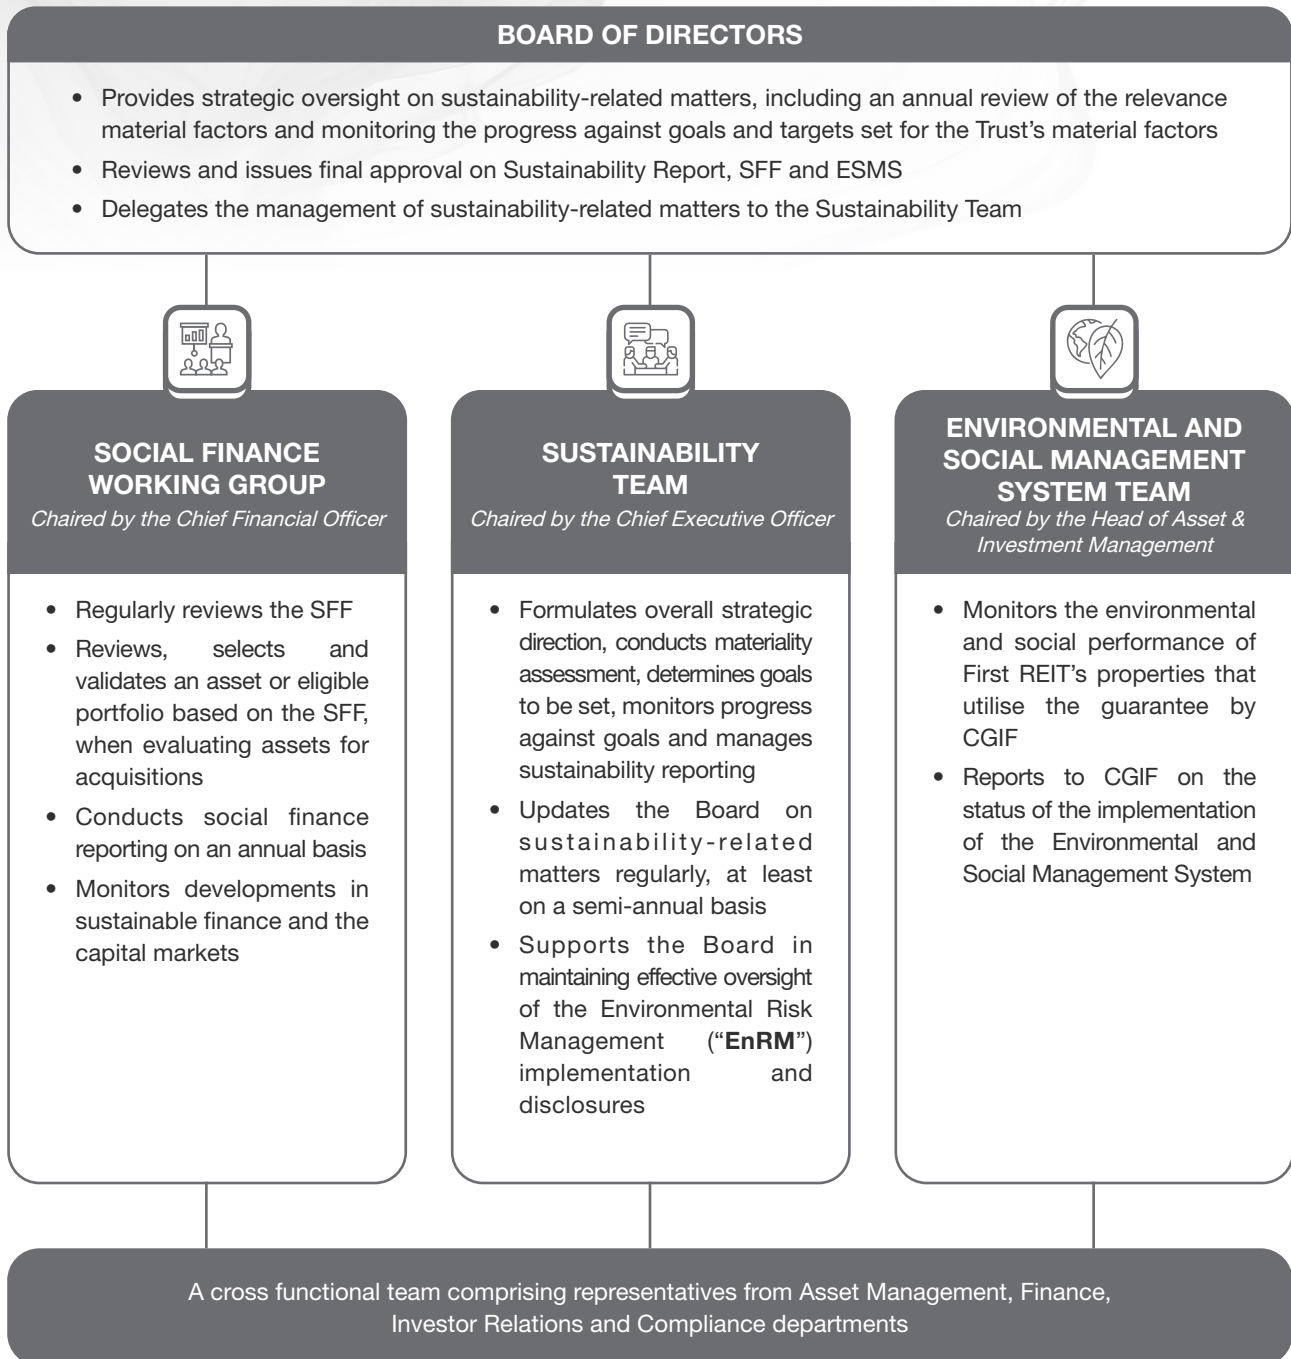 BOARD OF DIRECTORS
• Provides strategic oversight on sustainability-related matters, including an annual review of the relevance
material factors and monitoring the progress against goals and targets set for the Trust’s material factors
• Reviews and issues final approval on Sustainability Report, SFF and ESMS
• Delegates the management of sustainability-related matters to the Sustainability Team
SOCIAL FINANCE
WORKING GROUP
Chaired by the Chief Financial Officer
• Regularly reviews the SFF
• Reviews, selects and
validates an asset or eligible
portfolio based on the SFF,
when evaluating assets for
acquisitions
• Conducts social finance
reporting on an annual basis
• Monitors developments in
sustainable finance and the
capital markets
SUSTAINABILITY
TEAM
Chaired by the Chief Executive Officer
• Formulates overall strategic
direction, conducts materiality
assessment, determines goals
to be set, monitors progress
against goals and manages
sustainability reporting
• Updates the Board on
sustainability-related
matters regularly, at least
on a semi-annual basis
• Supports the Board in
maintaining effective oversight
of the Environmental Risk
Management (“EnRM”)
implementation and
disclosures
ENVIRONMENTAL AND
SOCIAL MANAGEMENT
SYSTEM TEAM
Chaired by the Head of Asset &
Investment Management
• Monitors the environmental
and social performance of
First REIT’s properties that
utilise the guarantee by
CGIF
• Reports to CGIF on the
status of the implementation
of the Environmental and
Social Management System
A cross functional team comprising representatives from Asset Management, Finance,
Investor Relations and Compliance departments